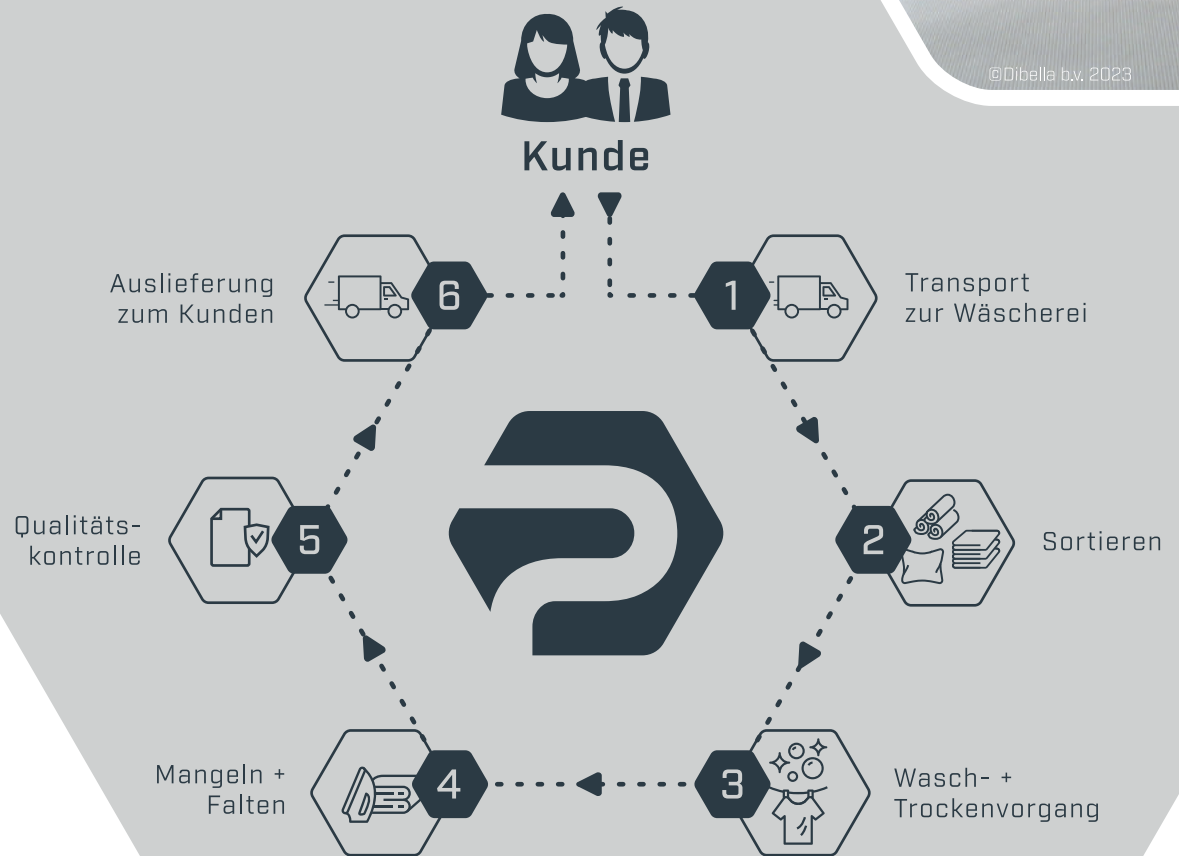 ©Dibella b.v. 2023
Kunde
6
Auslieferung
zum Kunden
1
Transport
zur Wäscherei
5
Qualitäts-
kontrolle
2
Sortieren
4
Mangeln +
Falten
3
Wasch- +
Trockenvorgang